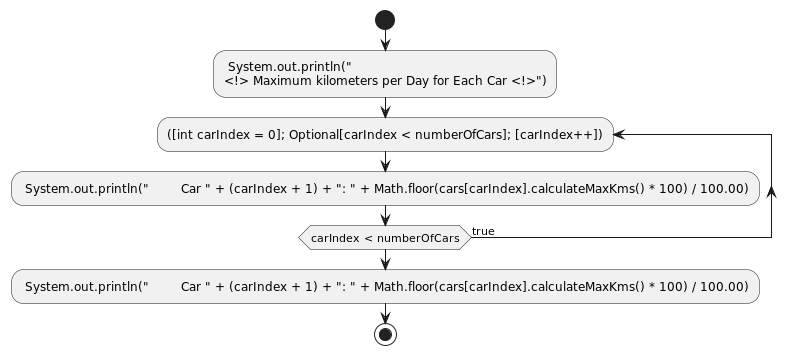 System.out.println("
<!> Maximum kilometers per Day for Each Car <!>")
([int carIndex = 0]; Optional[carIndex < numberOfCars]; [carIndex++])
System.out.println("        Car " + (carIndex + 1) + ": " + Math.floor(cars[carIndex].calculateMaxKms() * 100) / 100.00)
carIndex < numberOfCars
true
System.out.println("        Car " + (carIndex + 1) + ": " + Math.floor(cars[carIndex].calculateMaxKms() * 100) / 100.00)